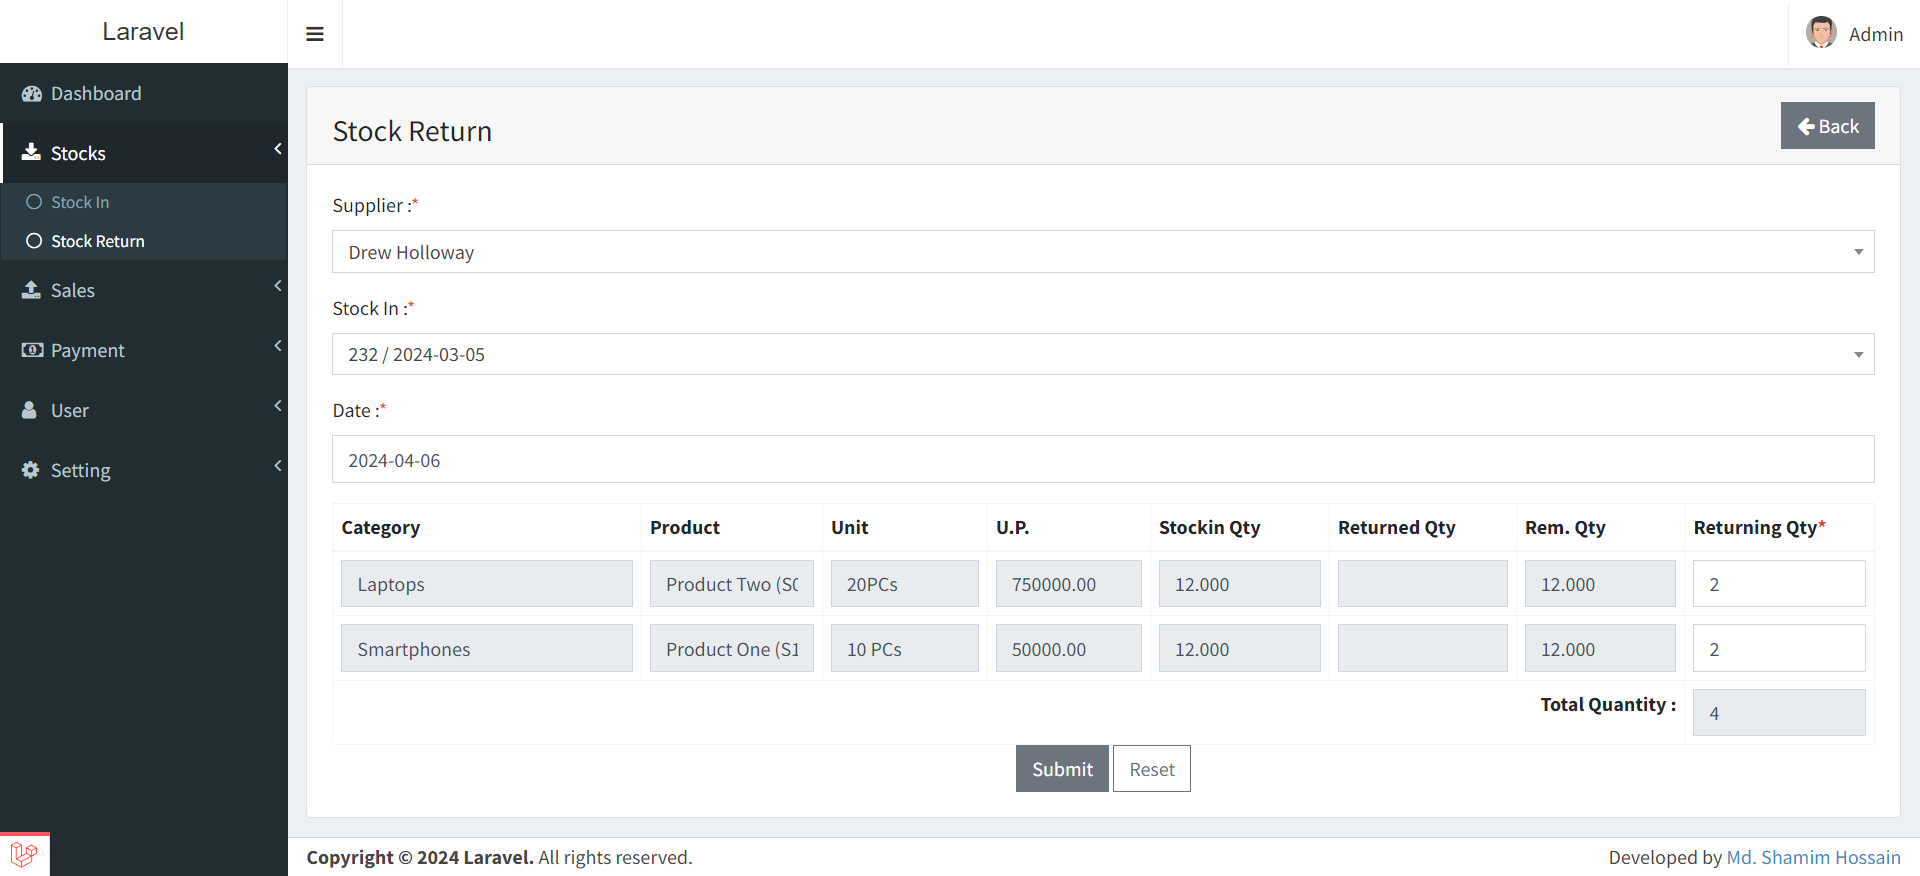 Laravel
Admin
Dashboard
Stocks
Stock In
Stock Return
Sales
Payment
User
Setting
Stock Return
Back
Supplier :*
Drew Holloway
Stock In :*
232 / 2024-03-05
Date :*
2024-04-06
Category Product Unit U.P. Stockin Qty Returned Qty Rem. Qty Returning Qty*
Laptops Product Two (S 20PCs 750000.00 12.000 12.000 2
Smartphones Product One (S1 10 PCs 50000.00 12.000 12.000 2
Total Quantity : 4
Submit Reset
Copyright © 2024 Laravel. All rights reserved.
Developed by Md. Shamim Hossain